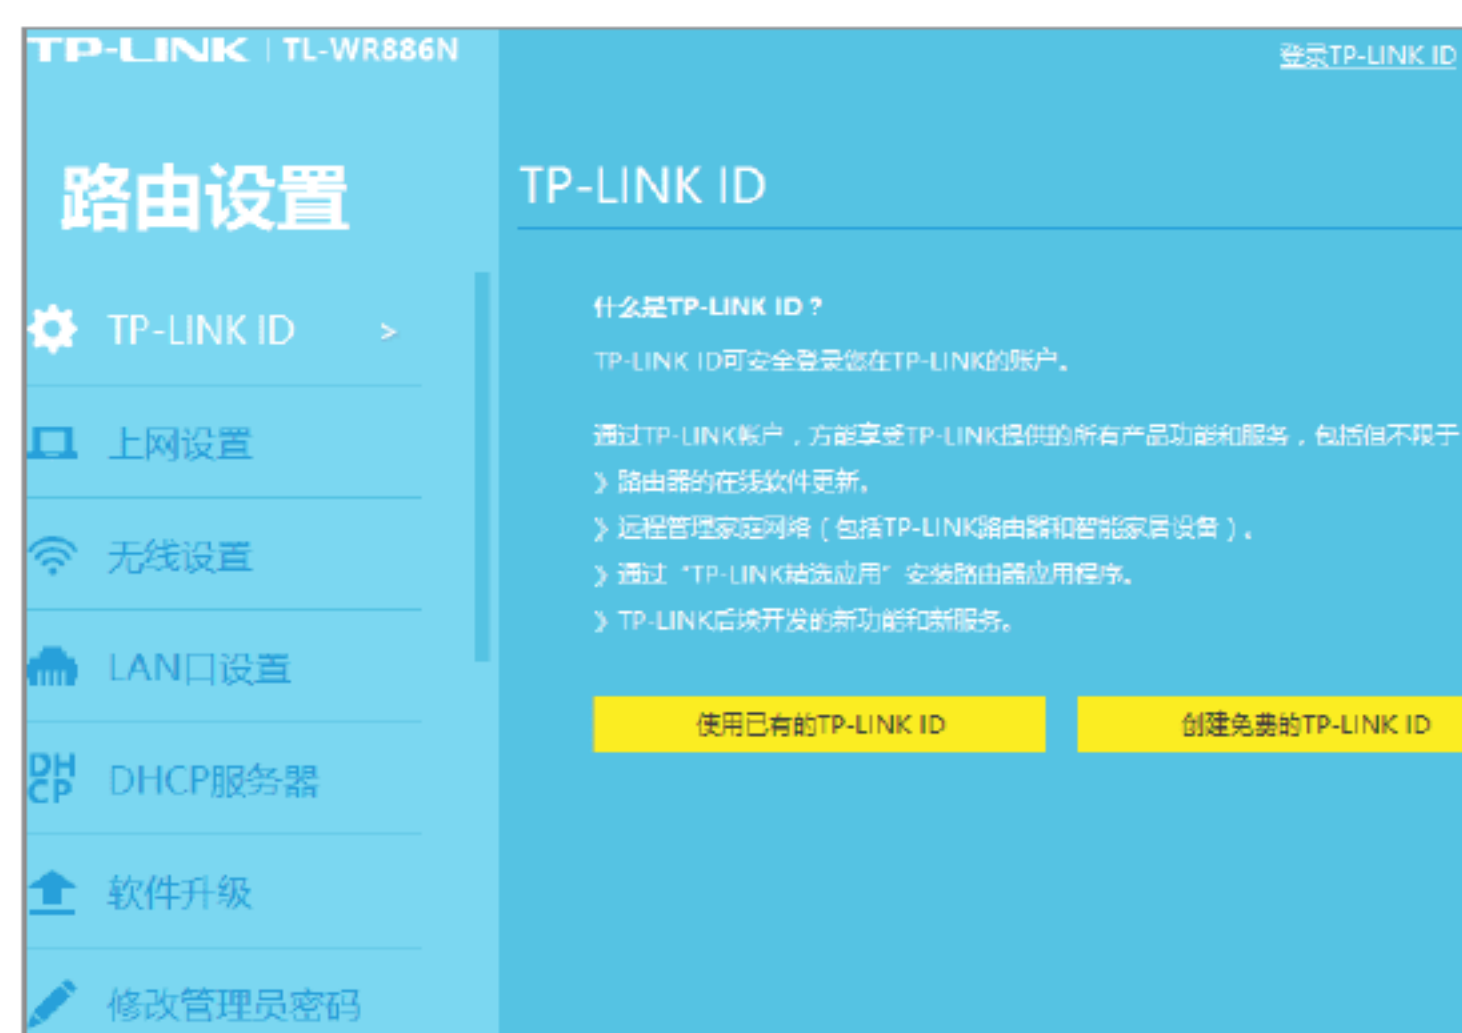 TP-LINK | TL-WR886N
登录TP-LINK ID
路由设置
TP-LINK ID >
上网设置
无线设置
LAN口设置
DHCP
DHCP服务器
软件升级
修改管理员密码
TP-LINK ID
什么是TP-LINK ID？
TP-LINK ID可安全登录您在TP-LINK的账户。
通过TP-LINK帐户，方能享受TP-LINK提供的所有产品功能和服务，包括但不限于
》路由器的在线软件更新。
》远程管理家庭网络（包括TP-LINK路由器和智能家居设备）。
》通过“TP-LINK精选应用”安装路由器应用程序。
》TP-LINK后续开发的新功能和新服务。
使用已有的TP-LINK ID
创建免费的TP-LINK ID